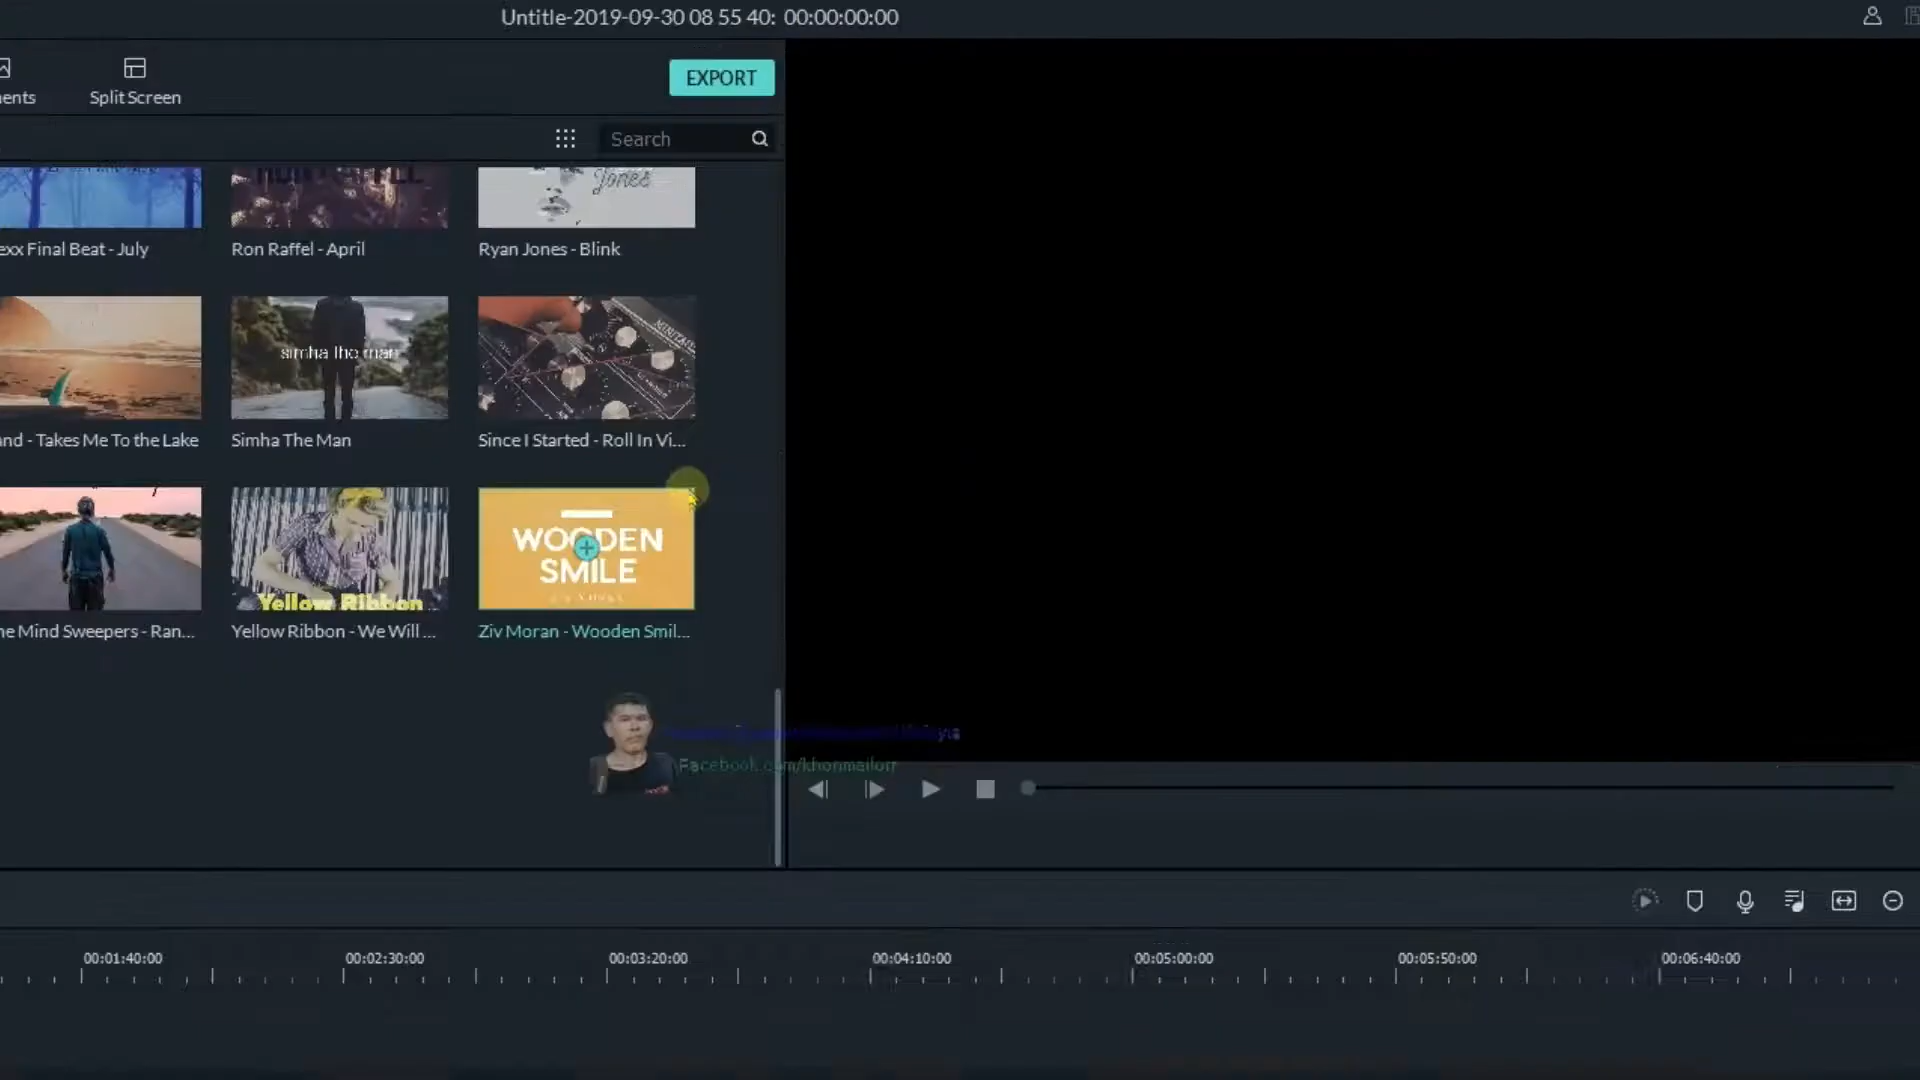 Untitle-2019-09-30 08 55 40: 00:00:00:00
ents
Split Screen
EXPORT
Search
Jones
exx Final Beat - July
Ron Raffel - April
Ryan Jones - Blink
simha the man
and - Takes Me To the Lake
Simha The Man
Since I Started - Roll In Vi...
WOODEN
SMILE
Yellow Ribbon
he Mind Sweepers - Ran...
Yellow Ribbon - We Will ...
Ziv Moran - Wooden Smil...
00:01:40:00
00:02:30:00
00:03:20:00
00:04:10:00
00:05:00:00
00:05:50:00
00:06:40:00